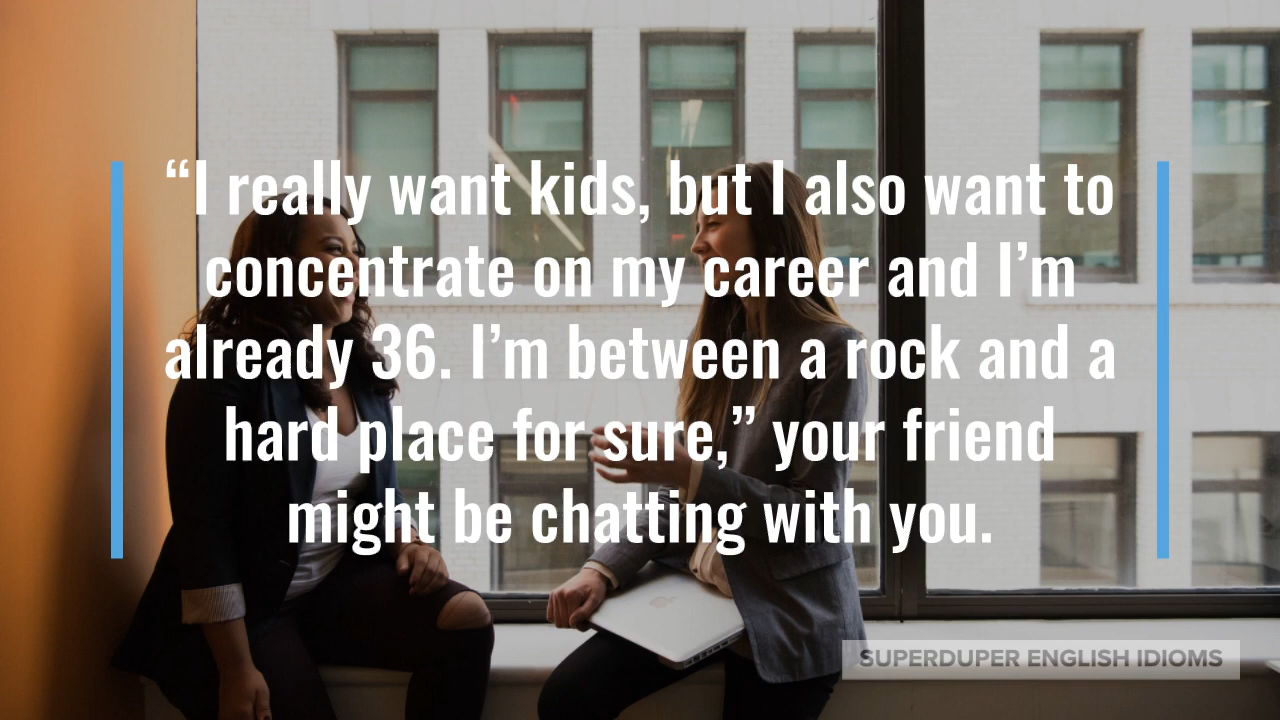 “I really want kids, but I also want to
concentrate on my career and I’m
already 36. I’m between a rock and a
hard place for sure,” your friend
might be chatting with you.
SUPERDUPER ENGLISH IDIOMS